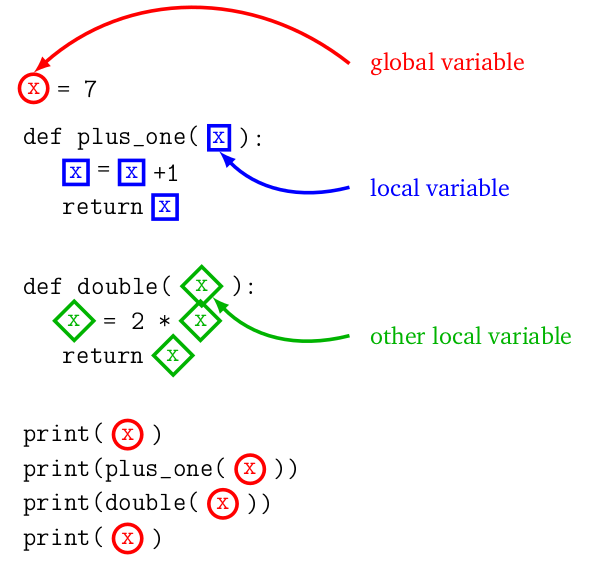 global variable
x = 7
def plus_one( x ):
x = x +1
local variable
return x
def double( x ):
x = 2 * x
other local variable
return x
print( x )
print(plus_one( x ))
print(double( x ))
print( x )